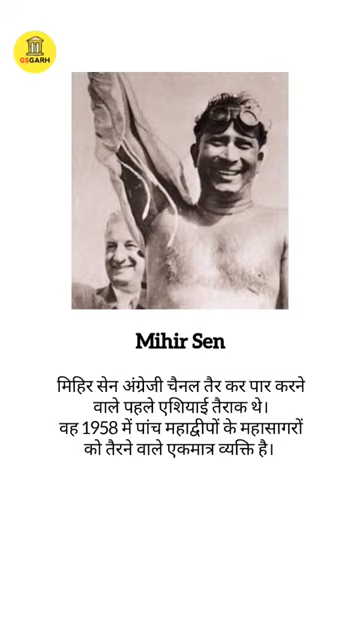 GSGARH
Mihir Sen
मिहिर सेन अंग्रेजी चैनल तैर कर पार करने
वाले पहले एशियाई तैराक थे।
वह 1958 में पांच महाद्वीपों के महासागरों
को तैरने वाले एकमात्र व्यक्ति है।